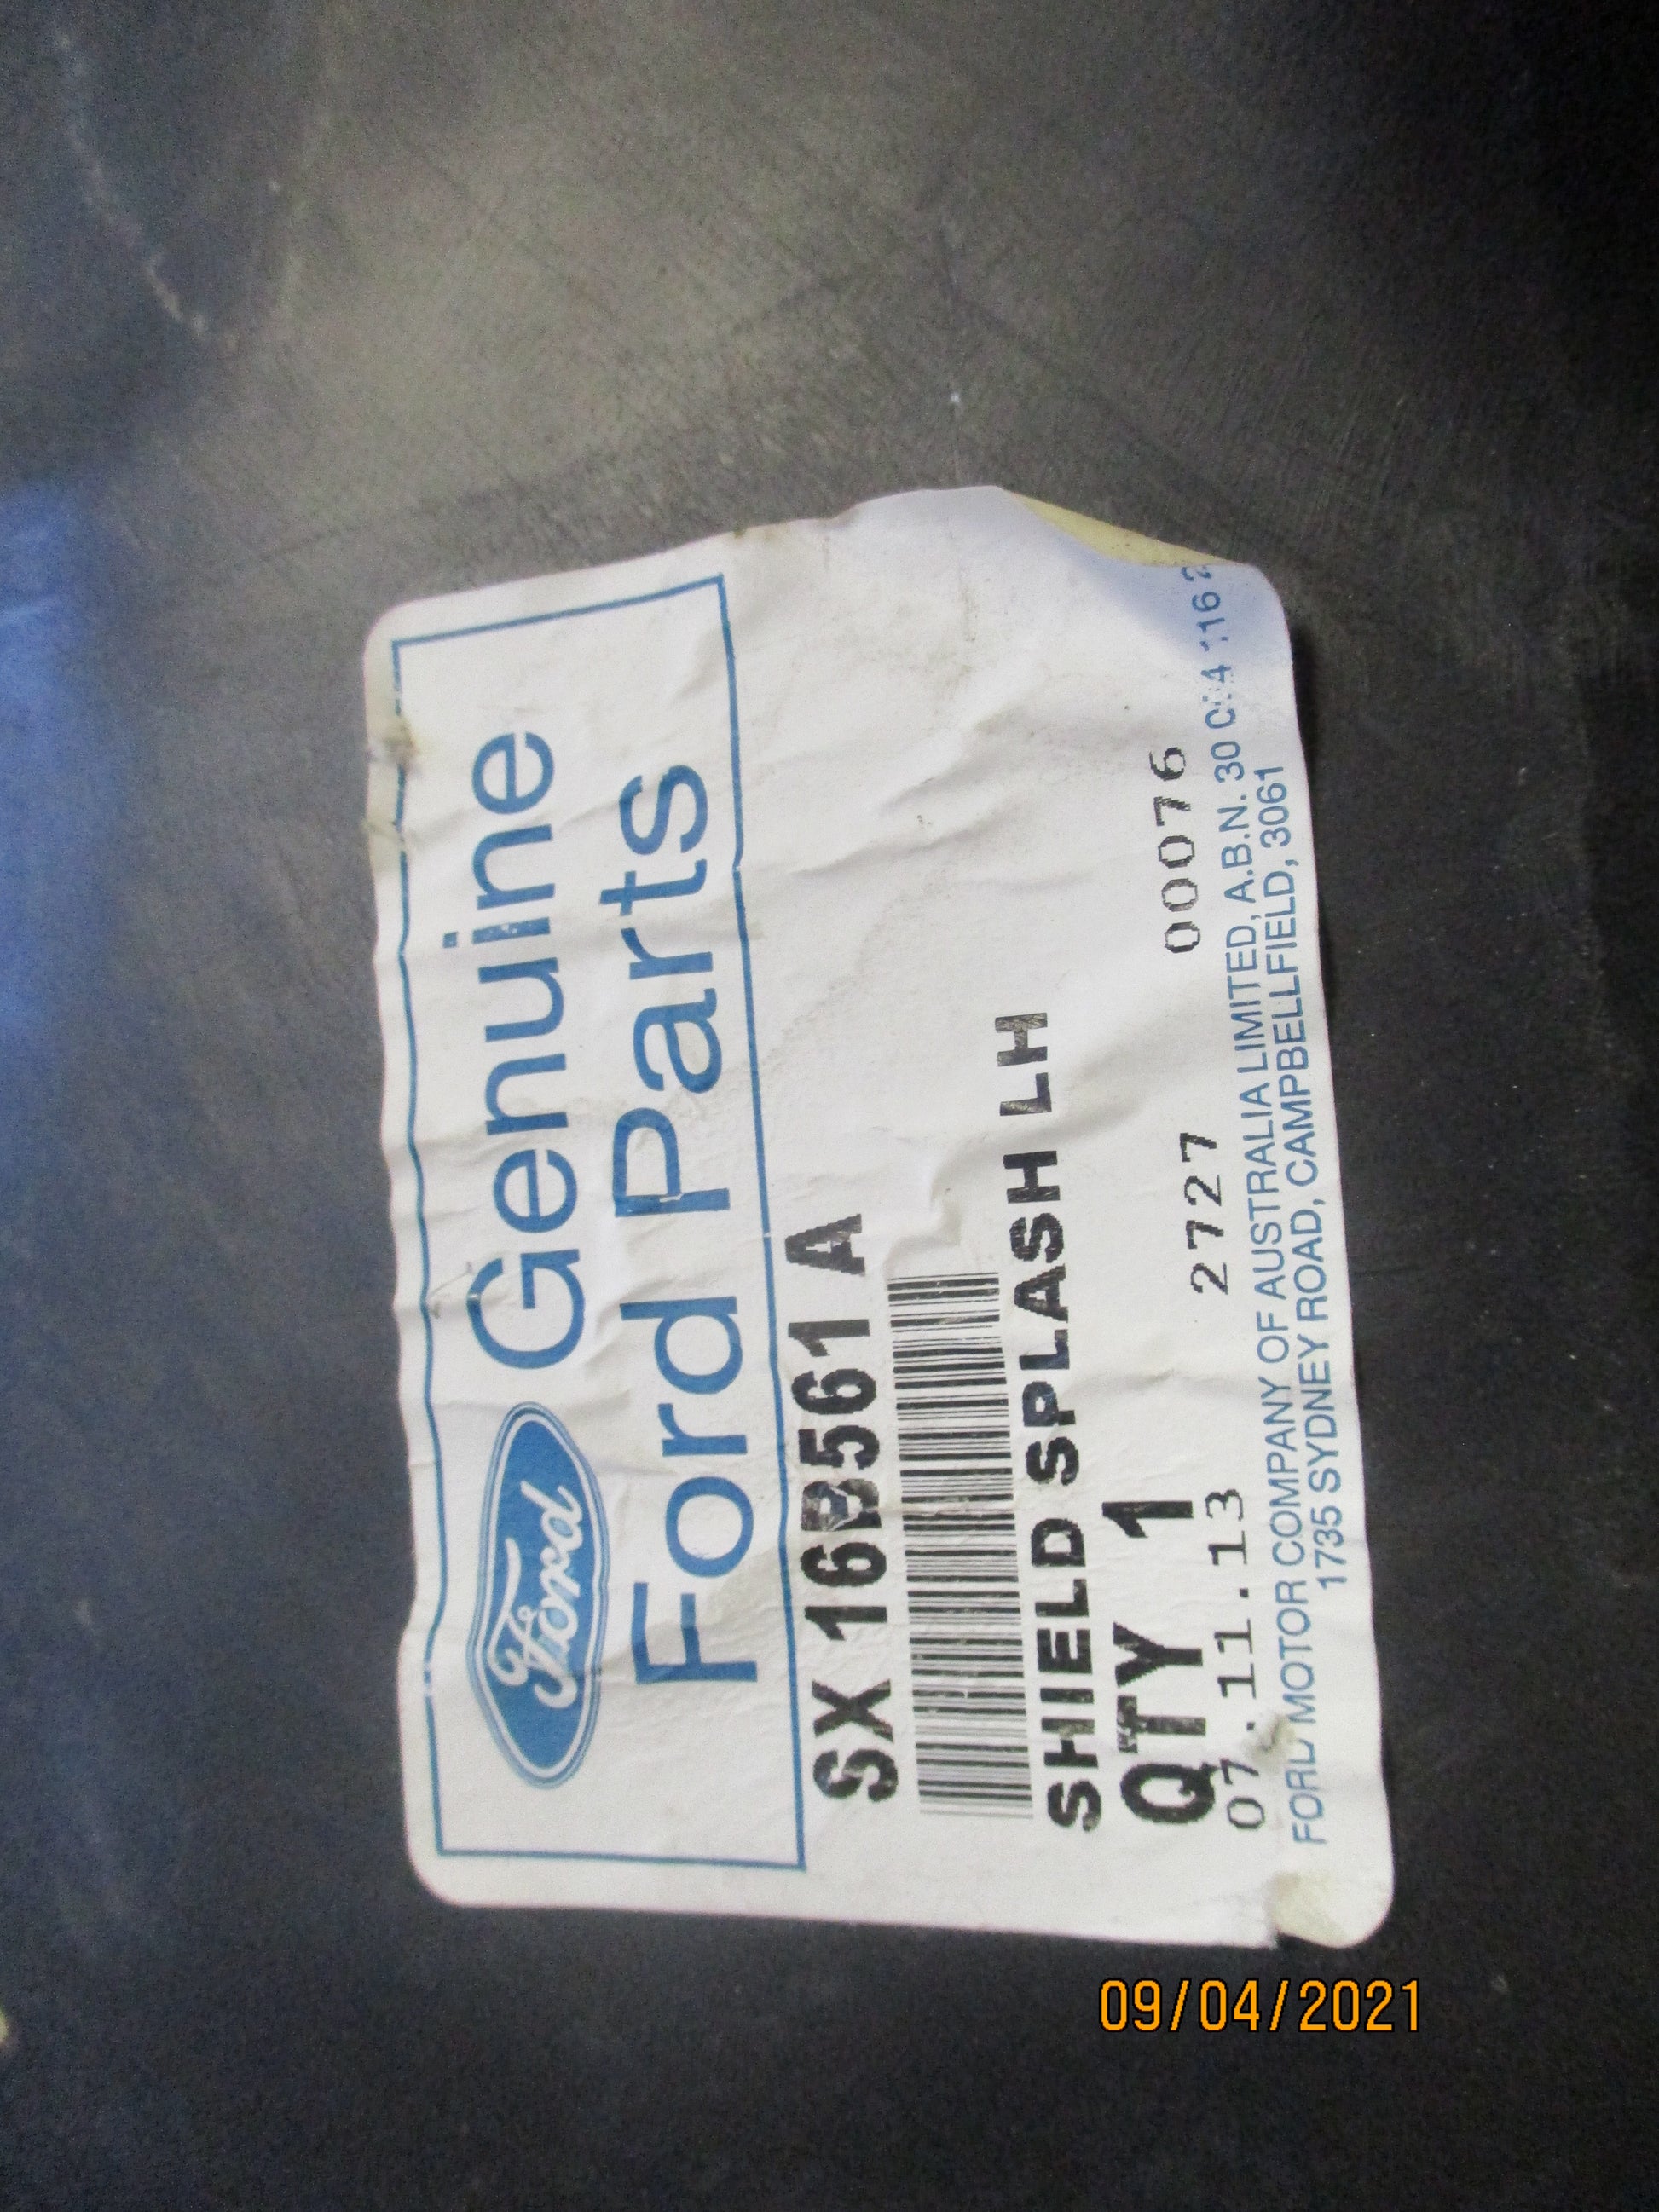 Ford
Genuine
Ford Parts
SX 16B561 A
SHIELD SPLASH LH
QTY 1
07.11.13 2727 00076
FORD MOTOR COMPANY OF AUSTRALIA LIMITED, A.B.N. 30
1735 SYDNEY ROAD, CAMPBELLFIELD, 3061
09/04/2021